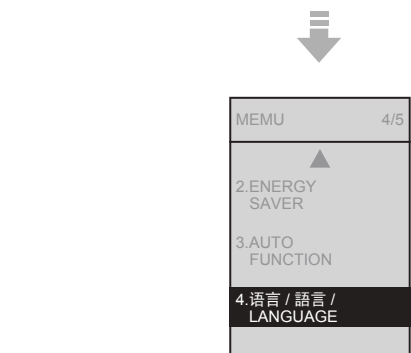 MEMU 4/5
2.ENERGY
SAVER
3.AUTO
FUNCTION
4.语言 / 語言 /
LANGUAGE